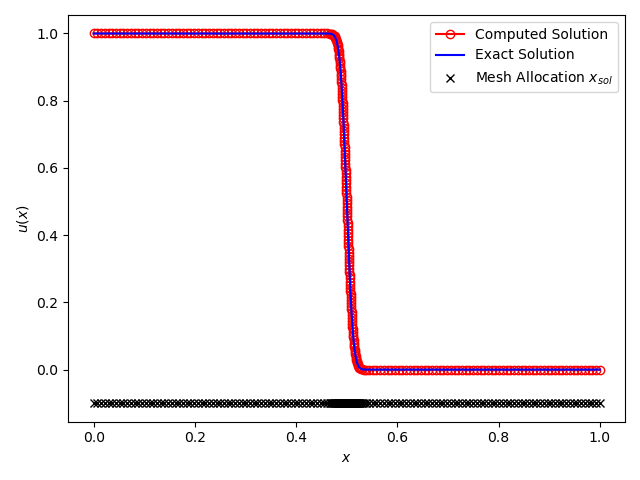 Computed Solution
Exact Solution
Mesh Allocation x_sol
1.0
0.8
0.6
0.4
0.2
0.0
u(x)
0.0 0.2 0.4 0.6 0.8 1.0
x